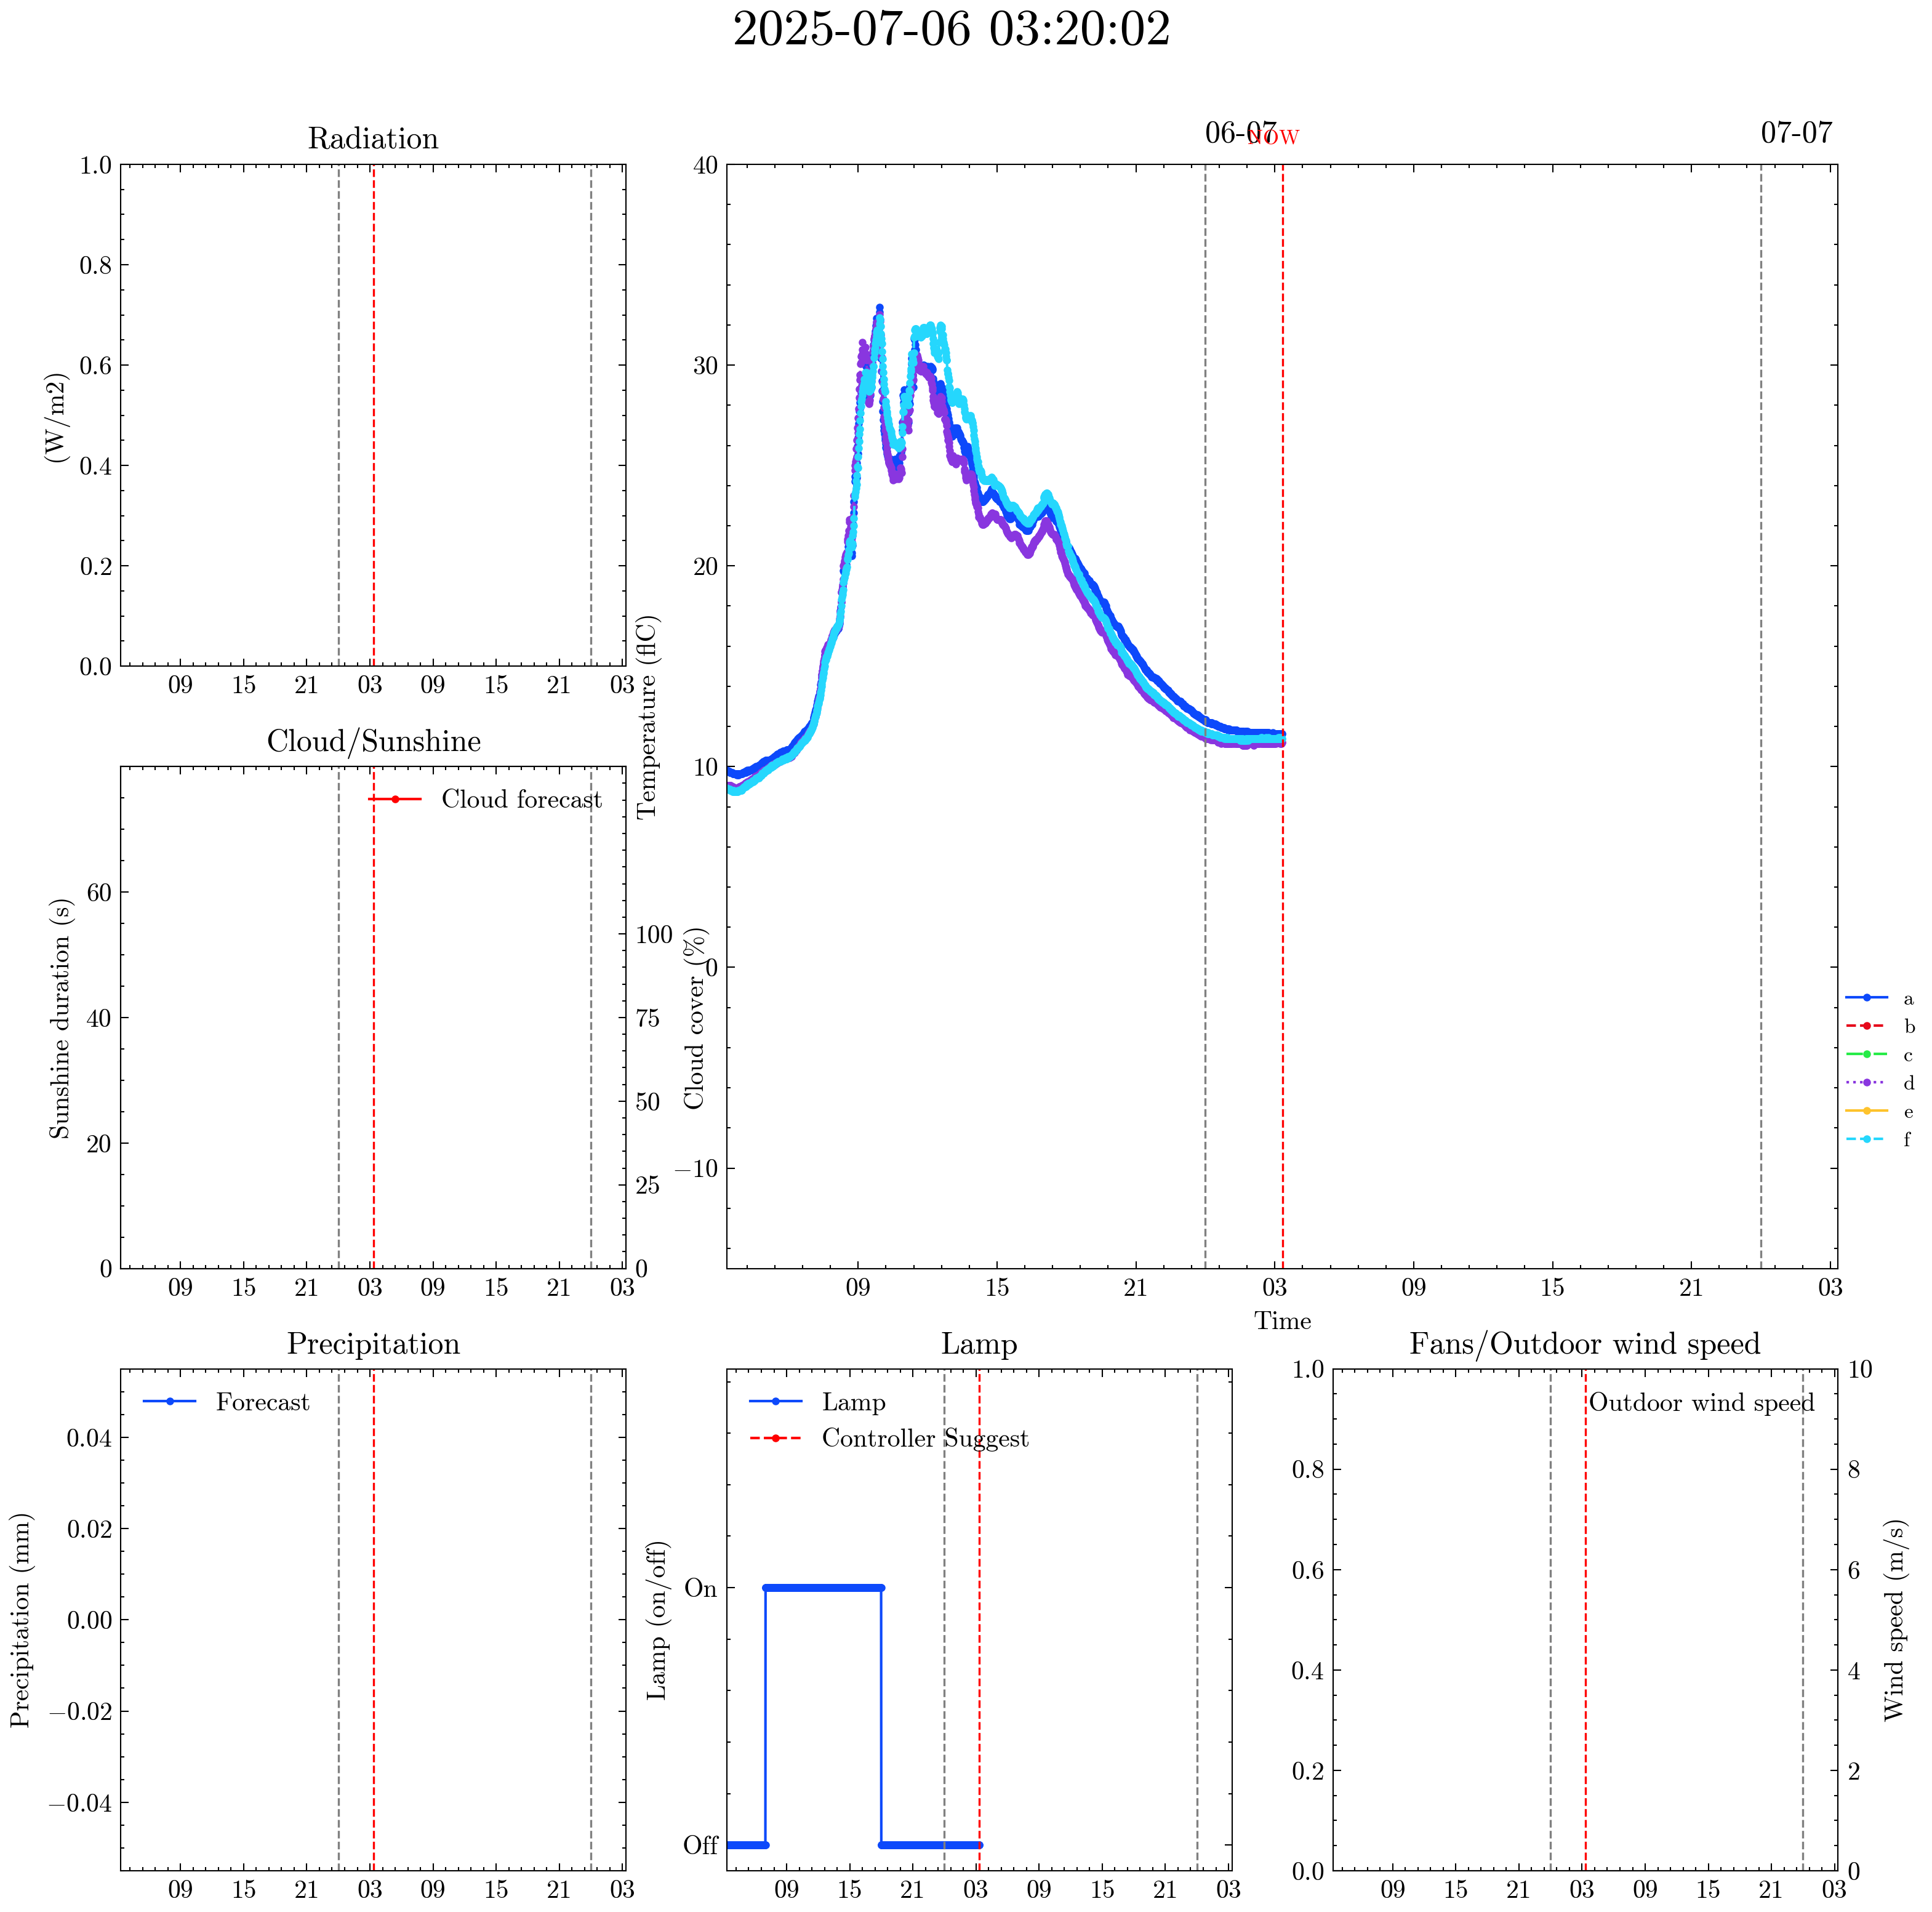 2025-07-06 03:20:02
Radiation
1.0
0.8
0.6
0.4
0.2
0.0
(W/m2)
09 15 21 03 09 15 21 03
06-07
NOW
07-07
40
30
20
10
0
−10
Temperature (flC)
09 15 21 03 09 15 21 03
Time
a
b
c
d
e
f
Cloud/Sunshine
Cloud forecast
60
40
20
0
Sunshine duration (s)
100
75
50
25
0
Cloud cover (%)
09 15 21 03 09 15 21 03
Precipitation
Forecast
0.04
0.02
0.00
−0.02
−0.04
Precipitation (mm)
09 15 21 03 09 15 21 03
Lamp
Lamp
Controller Suggest
On
Off
Lamp (on/off)
09 15 21 03 09 15 21 03
Fans/Outdoor wind speed
Outdoor wind speed
1.0
0.8
0.6
0.4
0.2
0.0
10
8
6
4
2
0
Wind speed (m/s)
09 15 21 03 09 15 21 03